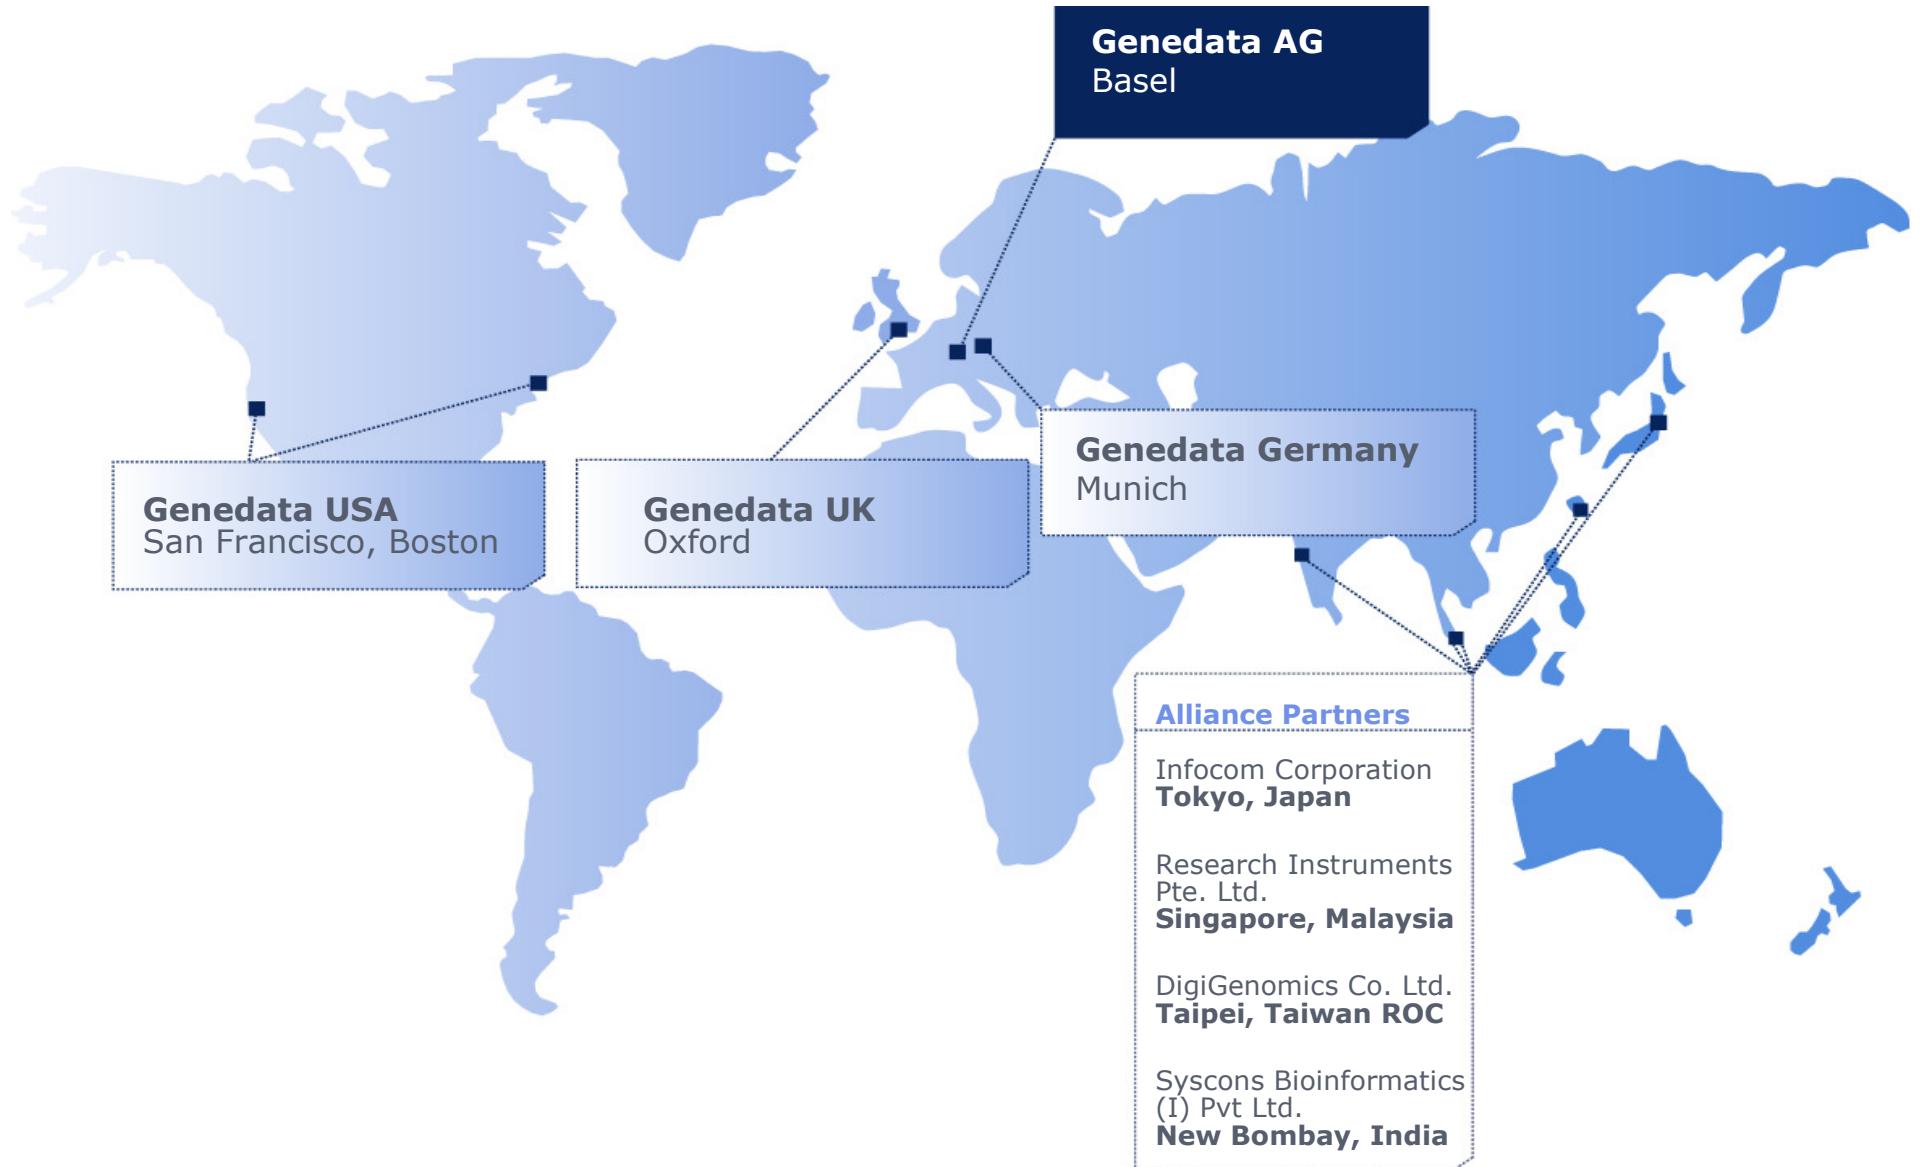 Genedata AG
Basel
Genedata Germany
Munich
Genedata USA
San Francisco, Boston
Genedata UK
Oxford
Alliance Partners
Infocom Corporation
Tokyo, Japan
Research Instruments
Pte. Ltd.
Singapore, Malaysia
DigiGenomics Co. Ltd.
Taipei, Taiwan ROC
Syscons Bioinformatics
(I) Pvt Ltd.
New Bombay, India